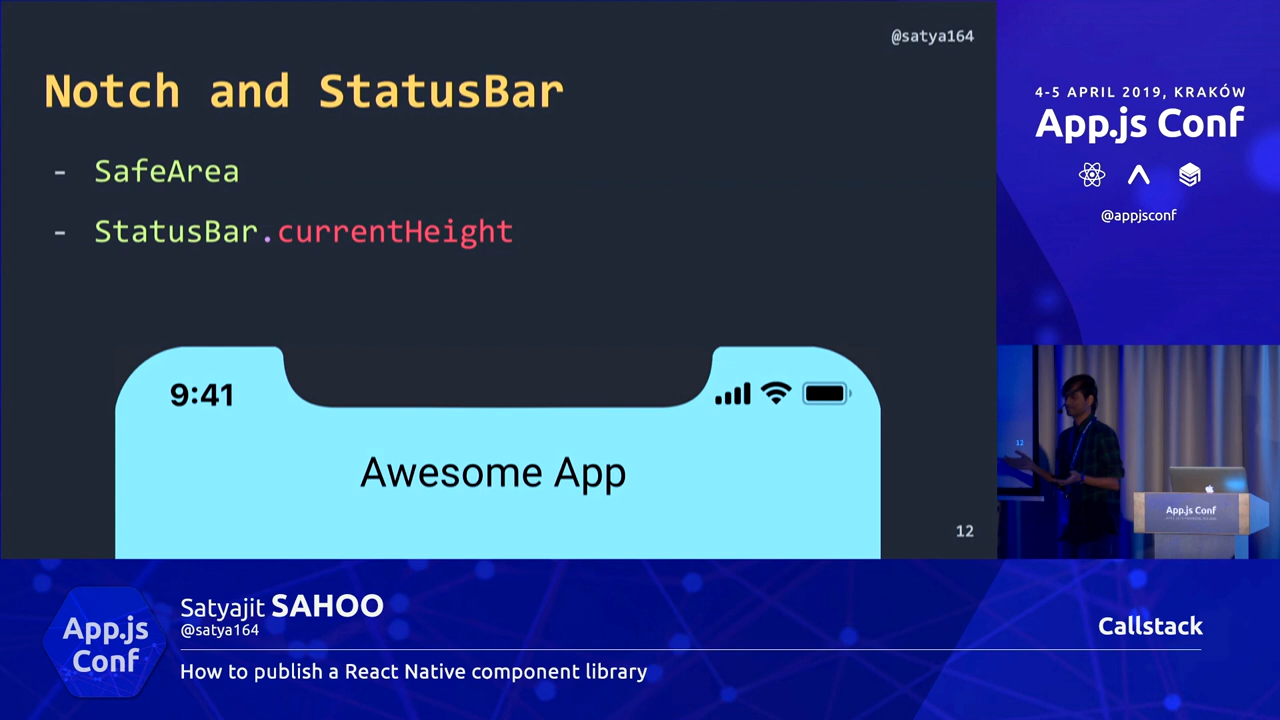 @satya164
Notch and StatusBar
- SafeArea
- StatusBar.currentHeight
9:41
Awesome App
12
4-5 APRIL 2019, KRAKÓW
App.js Conf
@appjsconf
12
App.js Conf
App.js
Conf
Satyajit SAHOO
@satya164
How to publish a React Native component library
Callstack